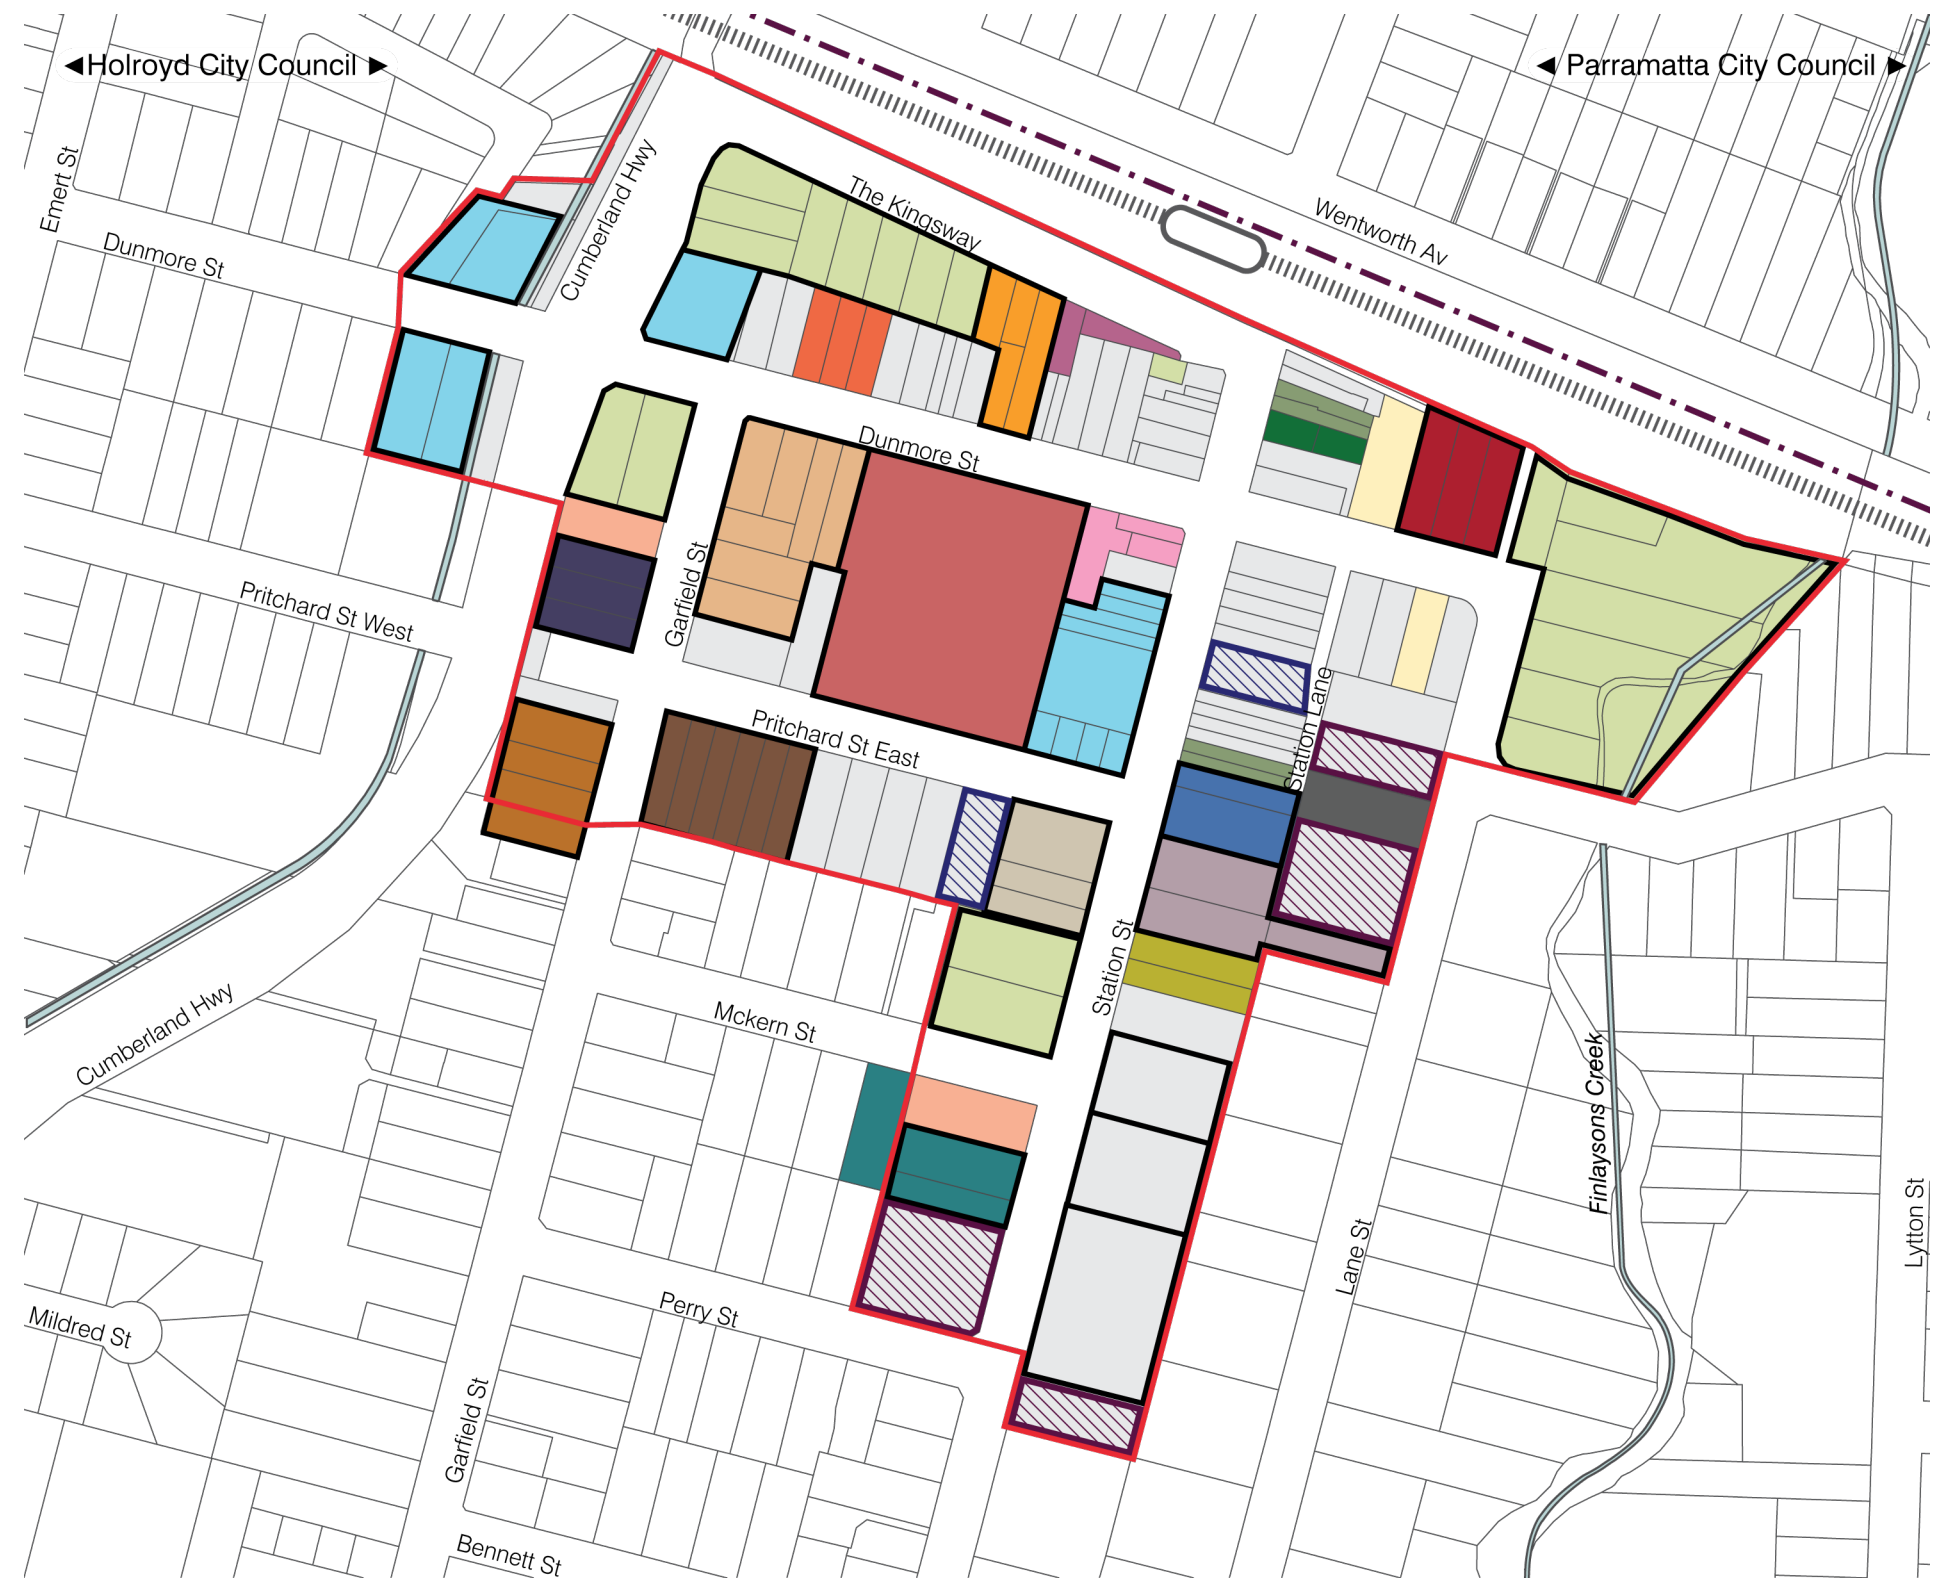 ◀Holroyd City Council ▶
◀ Parramatta City Council ▶
Emert St
Cumberland Hwy
The Kingsway
Wentworth Av
Dunmore St
Dunmore St
Garfield St
Pritchard St West
Station Lane
Pritchard St East
Station St
Mckern St
Cumberland Hwy
Finlaysons Creek
Lytton St
Lane St
Perry St
Mildred St
Garfield St
Bennett St